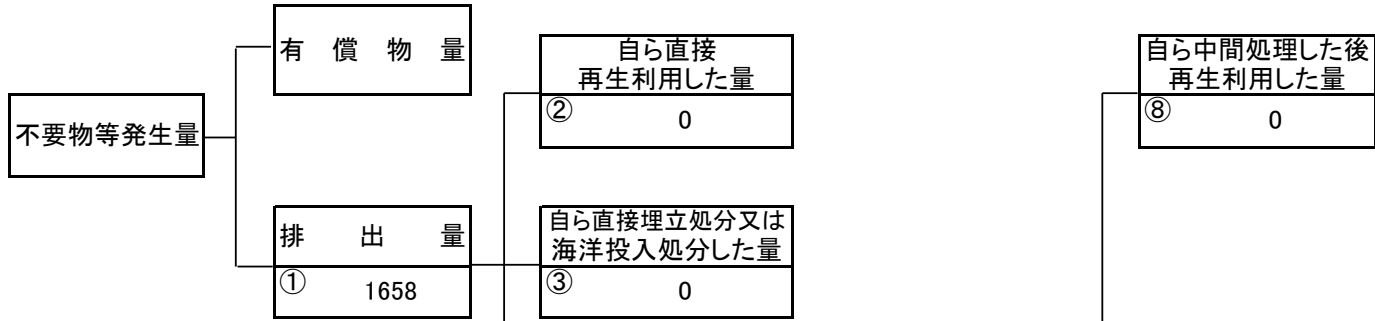 有償物量
自ら直接
再生利用した量
② 0
自ら中間処理した後
再生利用した量
⑧ 0
不要物等発生量
排出量
① 1658
自ら直接埋立処分又は
海洋投入処分した量
③ 0